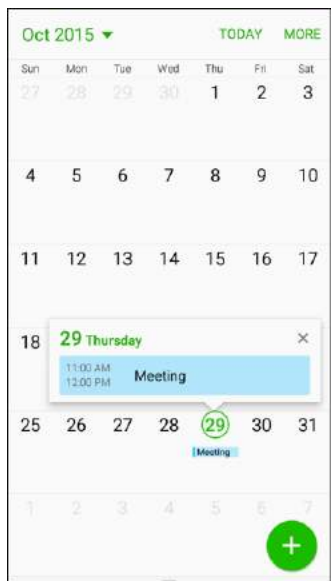 Oct 2015 TODAY MORE
Sun Mon Tue Wed Thu Fri Sat
27 28 29 30 1 2 3
4 5 6 7 8 9 10
11 12 13 14 15 16 17
18 29 Thursday
11:00 AM
12:00 PM Meeting
25 26 27 28 29 30 31
Meeting
1 2 3 4 5 6 7